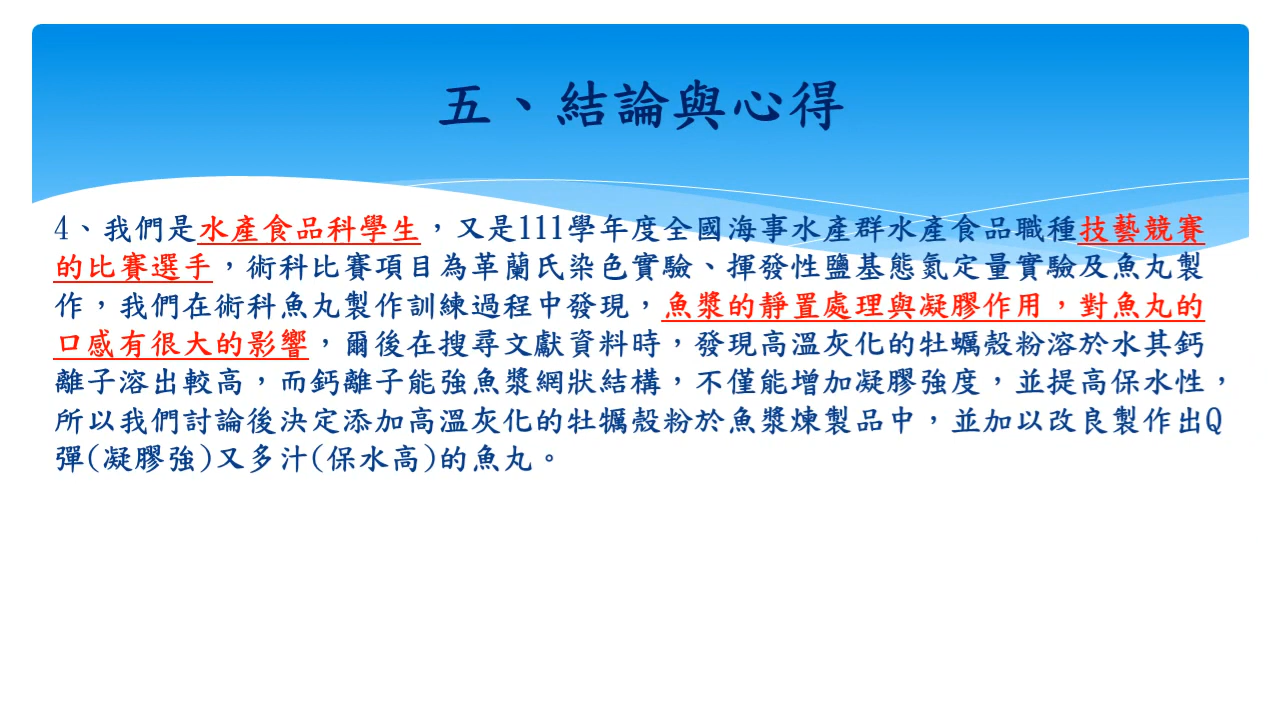 五、結論與心得
4、我們是水產食品科學生，又是111學年度全國海事水產群水產食品職種技藝競賽
的比賽選手，術科比賽項目為革蘭氏染色實驗、揮發性鹽基態氮定量實驗及魚丸製
作，我們在術科魚丸製作訓練過程中發現，魚漿的靜置處理與凝膠作用，對魚丸的
口感有很大的影響，爾後在搜尋文獻資料時，發現高溫灰化的牡蠣殼粉溶於水其鈣
離子溶出較高，而鈣離子能強魚漿網狀結構，不僅能增加凝膠強度，並提高保水性，
所以我們討論後決定添加高溫灰化的牡蠣殼粉於魚漿煉製品中，並加以改良製作出Q
彈(凝膠強)又多汁(保水高)的魚丸。